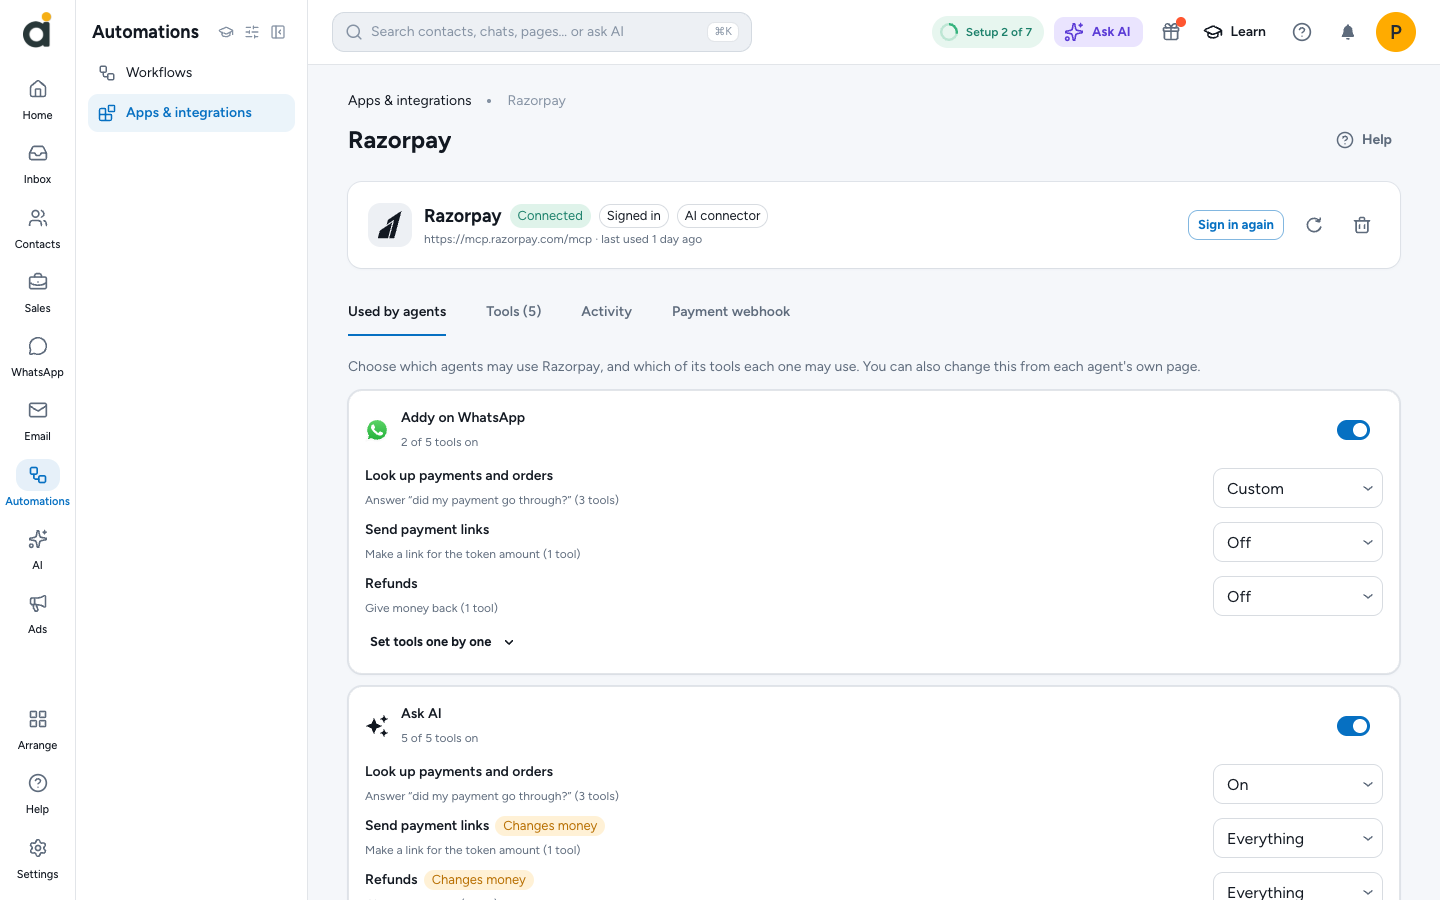 Automations
Search contacts, chats, pages... or ask AI
⌘K
Setup 2 of 7
Ask AI
Learn
P
Home
Inbox
Contacts
Sales
WhatsApp
Email
Automations
AI
Ads
Arrange
Help
Settings
Workflows
Apps & integrations
Apps & integrations • Razorpay
Razorpay
Help
Razorpay Connected Signed in AI connector
https://mcp.razorpay.com/mcp · last used 1 day ago
Sign in again
Used by agents
Tools (5)
Activity
Payment webhook
Choose which agents may use Razorpay, and which of its tools each one may use. You can also change this from each agent's own page.
Addy on WhatsApp
2 of 5 tools on
Look up payments and orders
Answer “did my payment go through?” (3 tools)
Custom
Send payment links
Make a link for the token amount (1 tool)
Off
Refunds
Give money back (1 tool)
Off
Set tools one by one
Ask AI
5 of 5 tools on
Look up payments and orders
Answer “did my payment go through?” (3 tools)
On
Send payment links Changes money
Make a link for the token amount (1 tool)
Everything
Refunds Changes money
Everything